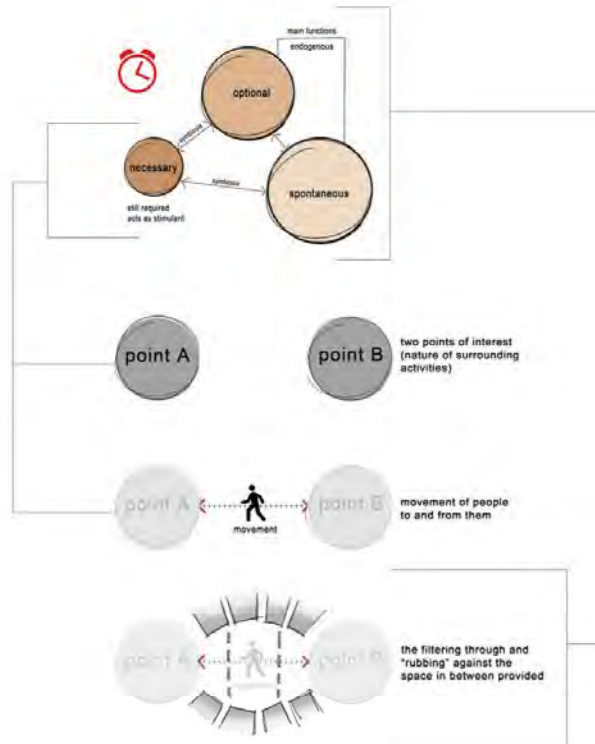 main functions
endogenous
optional
symbiosis
necessary
symbiosis
spontaneous
still required
acts as stimulant
point A
point B
two points of interest
(nature of surrounding
activities)
point A
point B
movement
movement of people
to and from them
point A
point B
the filtering through and
"rubbing" against the
space in between provided